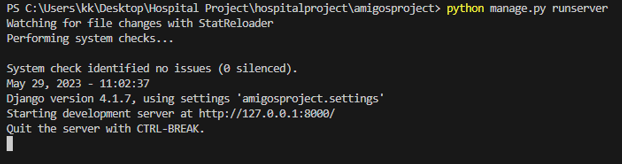 PS C:\Users\kk\Desktop\Hospital Project\hospitalproject\amigosproject> python manage.py runserver
Watching for file changes with StatReloader
Performing system checks...
System check identified no issues (0 silenced).
May 29, 2023 - 11:02:37
Django version 4.1.7, using settings 'amigosproject.settings'
Starting development server at http://127.0.0.1:8000/
Quit the server with CTRL-BREAK.